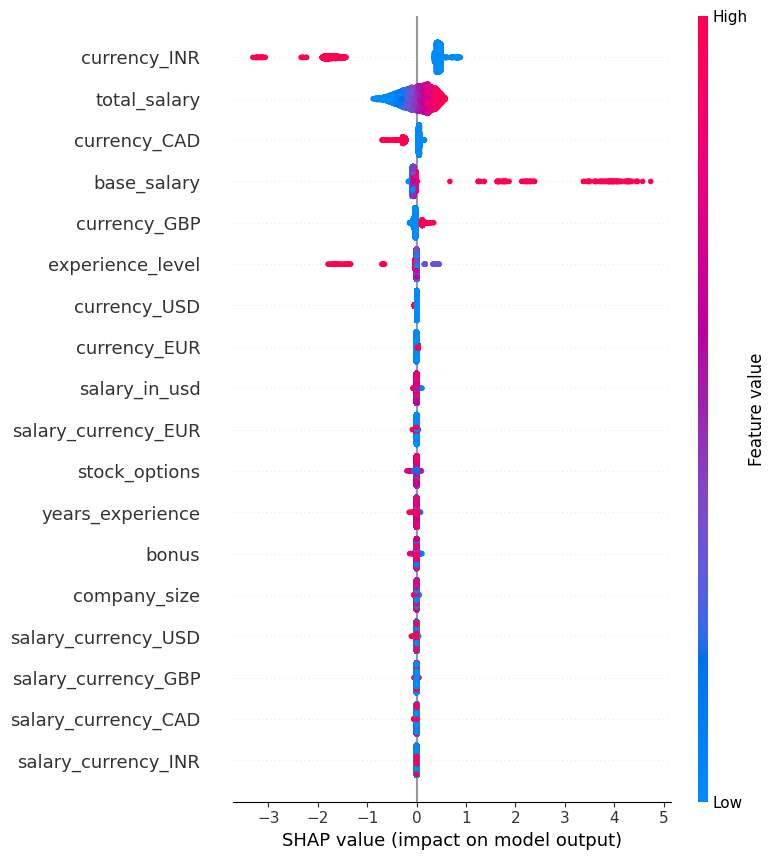 High
currency_INR
total_salary
currency_CAD
base_salary
currency_GBP
experience_level
currency_USD
currency_EUR
salary_in_usd
salary_currency_EUR
stock_options
years_experience
bonus
company_size
salary_currency_USD
salary_currency_GBP
salary_currency_CAD
salary_currency_INR
Feature value
Low
−3 −2 −1 0 1 2 3 4 5
SHAP value (impact on model output)